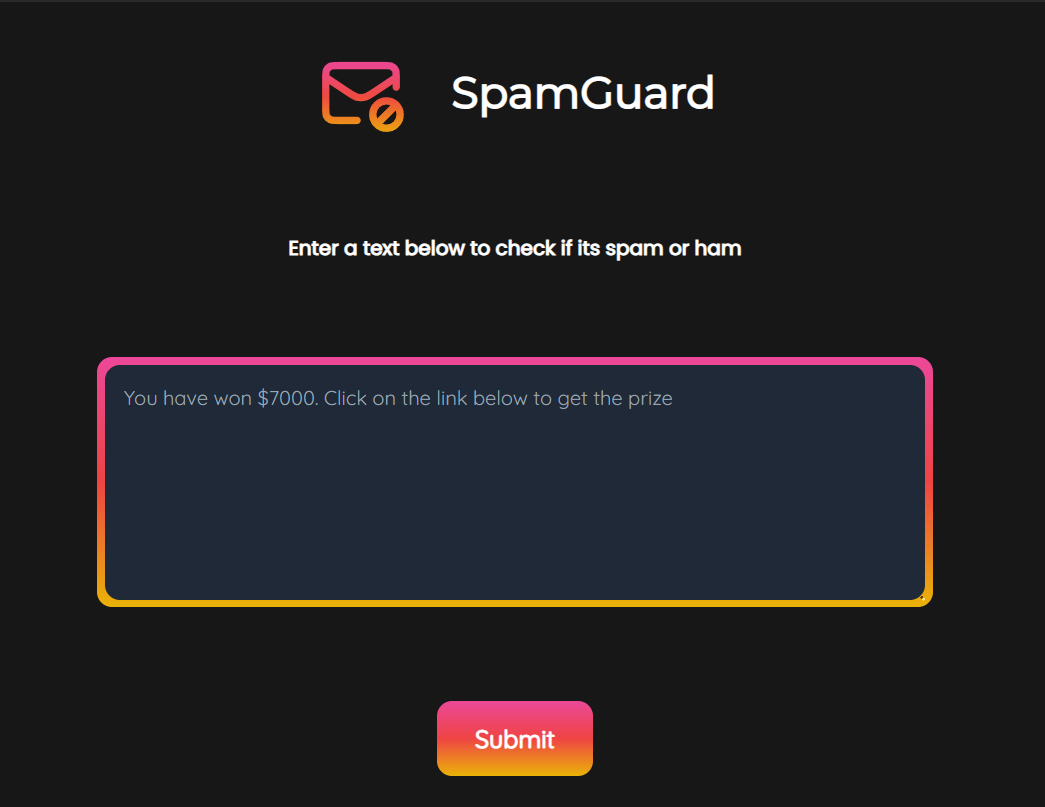 SpamGuard
Enter a text below to check if its spam or ham
You have won $7000. Click on the link below to get the prize
Submit